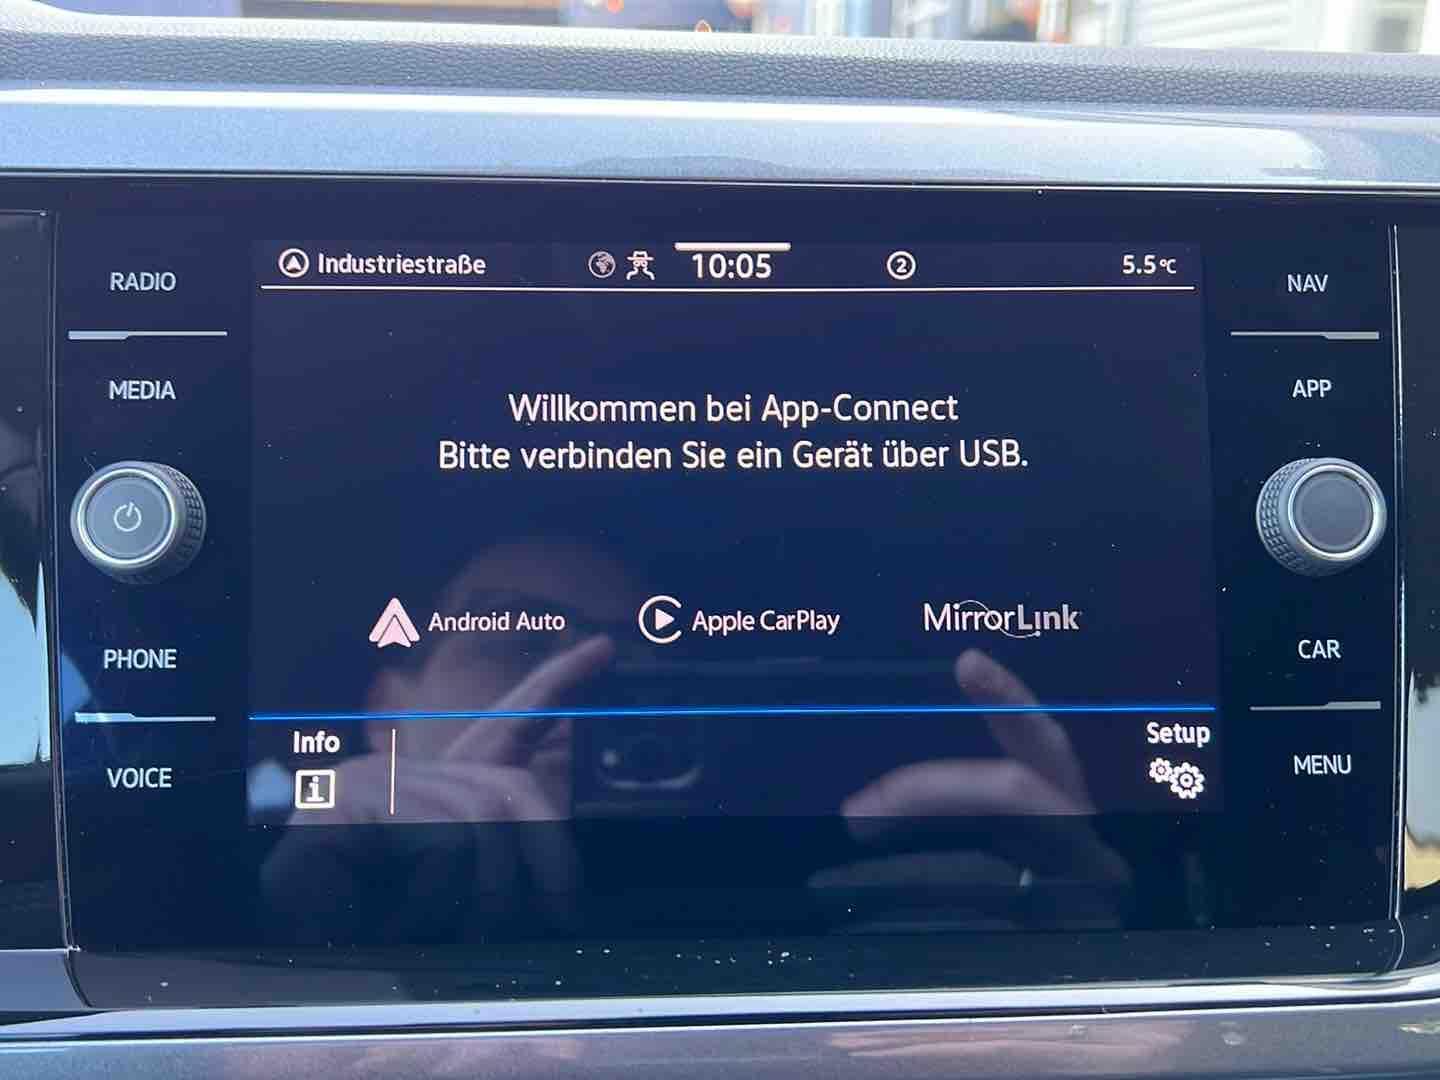 RADIO
MEDIA
PHONE
VOICE
Industriestraße
10:05
2
5.5°C
Willkommen bei App-Connect
Bitte verbinden Sie ein Gerät über USB.
Android Auto
Apple CarPlay
MirrorLink
Info
i
Setup
NAV
APP
CAR
MENU